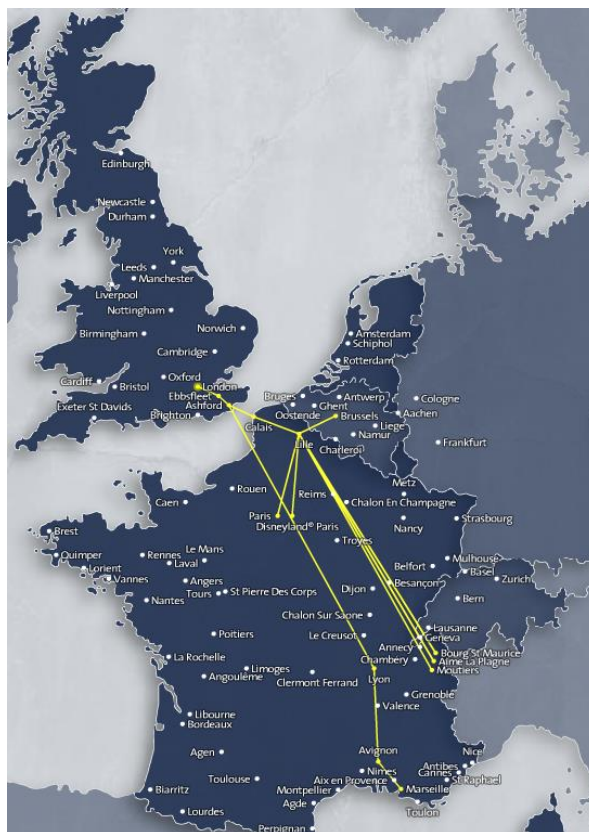 Edinburgh
Newcastle
Durham
York
Leeds
Manchester
Liverpool
Nottingham
Norwich
Birmingham
Amsterdam
Schiphol
Cambridge
Rotterdam
Oxford
Cardiff
Bristol
London
Ebbsfleet
Bruges
Antwerp
Cologne
Exeter St Davids
Ashford
Ghent
Aachen
Brighton
Oostende
Brussels
Calais
Liege
Namur
Lille
Charleroi
Frankfurt
Metz
Rouen
Reims
Caen
Chalon En Champagne
Paris
Strasbourg
Disneyland® Paris
Nancy
Brest
Troyes
Le Mans
Quimper
Rennes
Mulhouse
Laval
Belfort
Lorient
Basel
Vannes
Angers
Besançon
Zurich
Tours
St Pierre Des Corps
Dijon
Nantes
Bern
Chalon Sur Saone
Lausanne
Poitiers
Le Creusot
Geneva
Annecy
Bourg St Maurice
La Rochelle
Chambery
Aime La Plagne
Limoges
Moutiers
Angoulème
Clermont Ferrand
Lyon
Grenoble
Valence
Libourne
Bordeaux
Agen
Avignon
Nice
Antibes
Nimes
Cannes
Toulouse
Aix en Provence
St Raphael
Biarritz
Montpellier
Marseille
Agde
Lourdes
Toulon
Perpignan